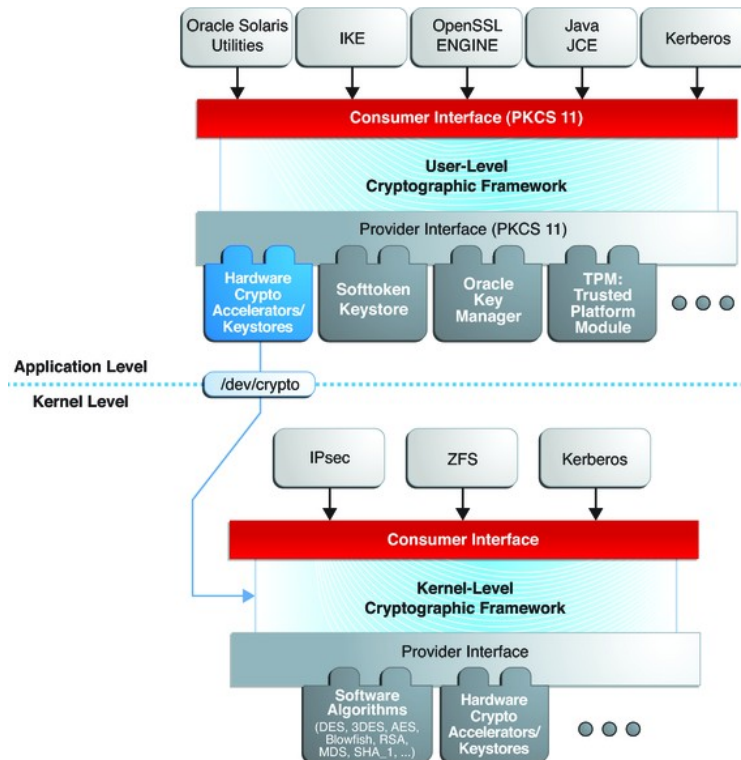 Oracle Solaris
Utilities
IKE
OpenSSL
ENGINE
Java
JCE
Kerberos
Consumer Interface (PKCS 11)
User-Level
Cryptographic Framework
Provider Interface (PKCS 11)
Hardware
Crypto
Accelerators/
Keystores
Softtoken
Keystore
Oracle
Key
Manager
TPM:
Trusted
Platform
Module
Application Level
/dev/crypto
Kernel Level
IPsec
ZFS
Kerberos
Consumer Interface
Kernel-Level
Cryptographic Framework
Provider Interface
Software
Algorithms
(DES, 3DES, AES,
Blowfish, RSA,
MDS, SHA_1, ...)
Hardware
Crypto
Accelerators/
Keystores